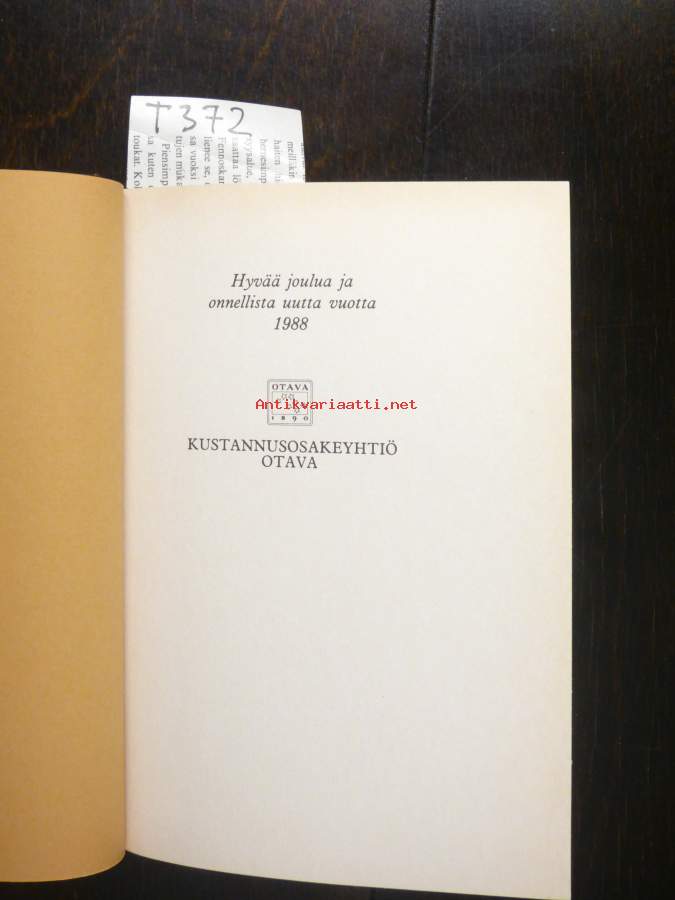 T372
Hyvää joulua ja
onnellista uutta vuotta
1988
OTAVA
Antikvariaatti.net
1890
KUSTANNUSOSAKEYHTIÖ
OTAVA